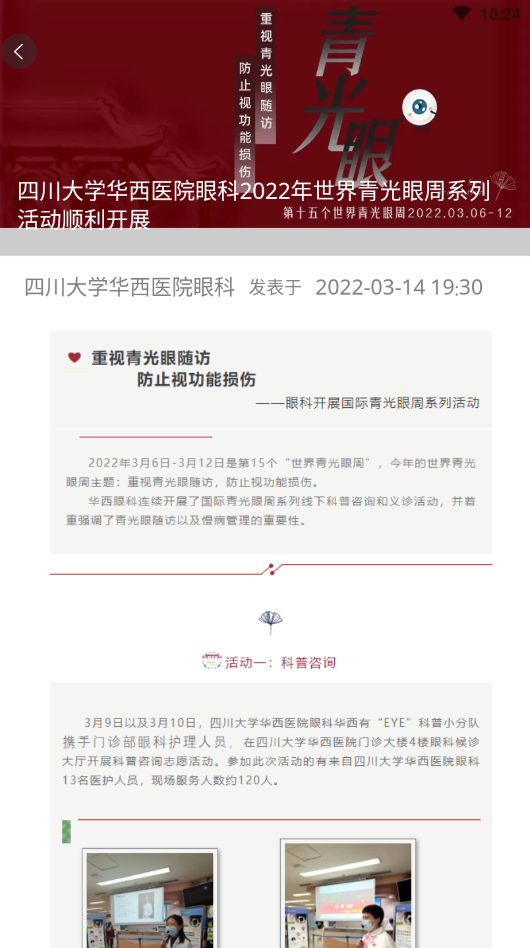 10:24
重视青光眼随访
防止视功能损伤
青光眼
四川大学华西医院眼科2022年世界青光眼周系列
活动顺利开展
第十五个世界青光眼周2022.03.06-12
四川大学华西医院眼科 发表于 2022-03-14 19:30
重视青光眼随访
防止视功能损伤
——眼科开展国际青光眼周系列活动
2022年3月6日-3月12日是第15个“世界青光眼周”，今年的世界青光
眼周主题：重视青光眼随访，防止视功能损伤。
华西眼科连续开展了国际青光眼周系列线下科普咨询和义诊活动，并着
重强调了青光眼随访以及慢病管理的重要性。
活动一：科普咨询
3月9日以及3月10日，四川大学华西医院眼科华西有“EYE”科普小分队
携手门诊部眼科护理人员，在四川大学华西医院门诊大楼4楼眼科候诊
大厅开展科普咨询志愿活动。参加此次活动的有来自四川大学华西医院眼科
13名医护人员，现场服务人数约120人。